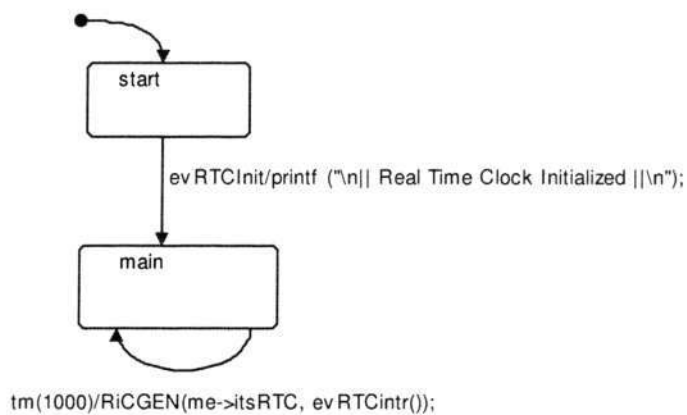 start
evRTCInit/printf ("\n|| Real Time Clock Initialized ||\n");
main
tm(1000)/RiCGEN(me->itsRTC, evRTCintr());